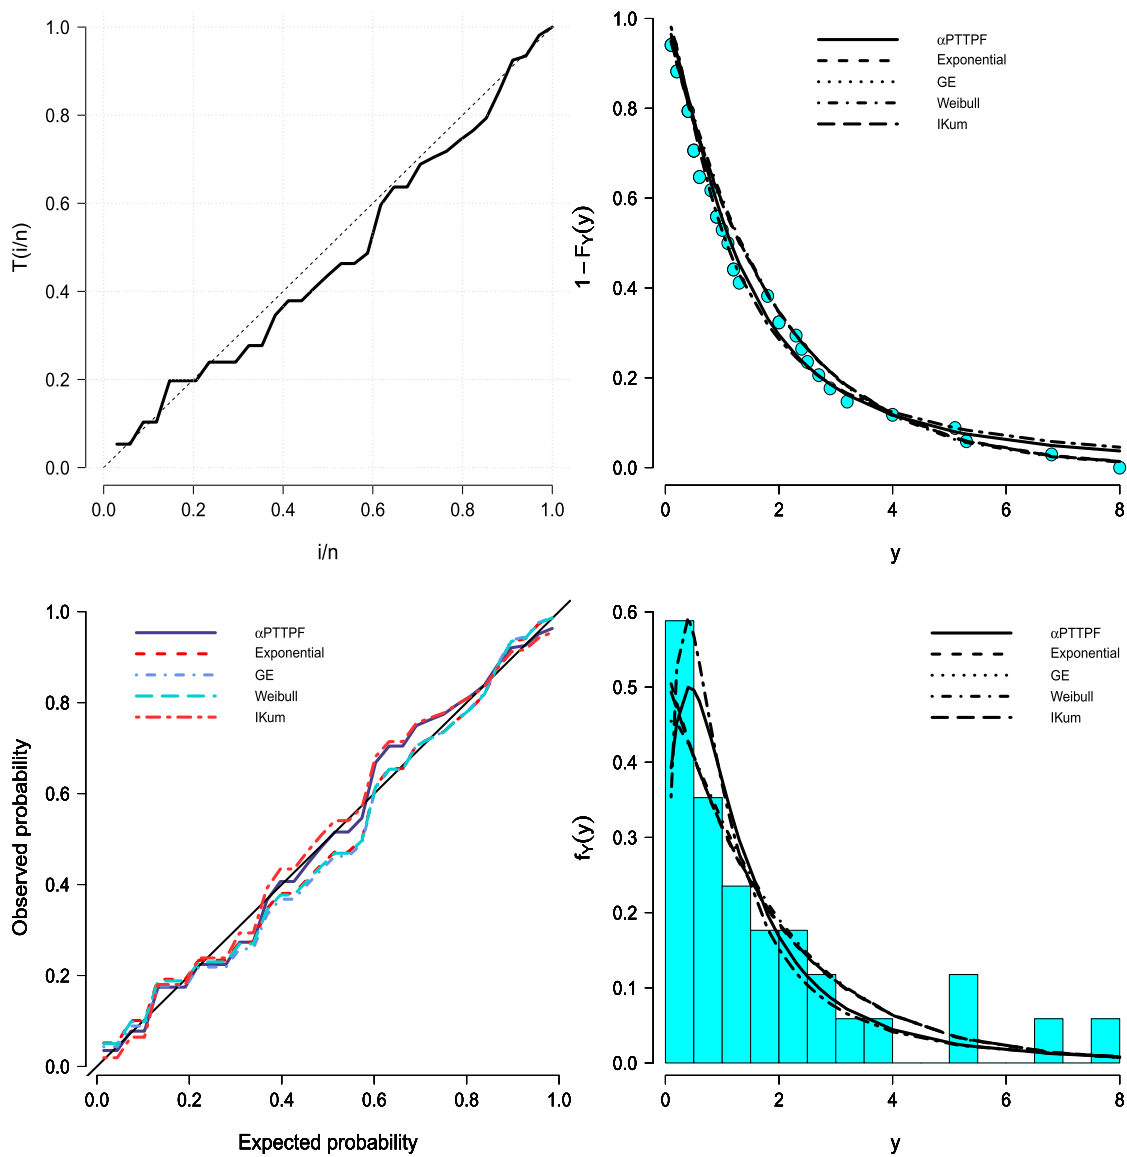 1.0
0.8
0.6
0.4
0.2
0.0
T(i/n)
0.0 0.2 0.4 0.6 0.8 1.0
i/n
1.0
0.8
0.6
0.4
0.2
0.0
1 − F_Y(y)
αPTTPF
Exponential
GE
Weibull
IKum
0 2 4 6 8
y
1.0
0.8
0.6
0.4
0.2
0.0
Observed probability
αPTTPF
Exponential
GE
Weibull
IKum
0.0 0.2 0.4 0.6 0.8 1.0
Expected probability
0.6
0.5
0.4
0.3
0.2
0.1
0.0
f_Y(y)
αPTTPF
Exponential
GE
Weibull
IKum
0 2 4 6 8
y